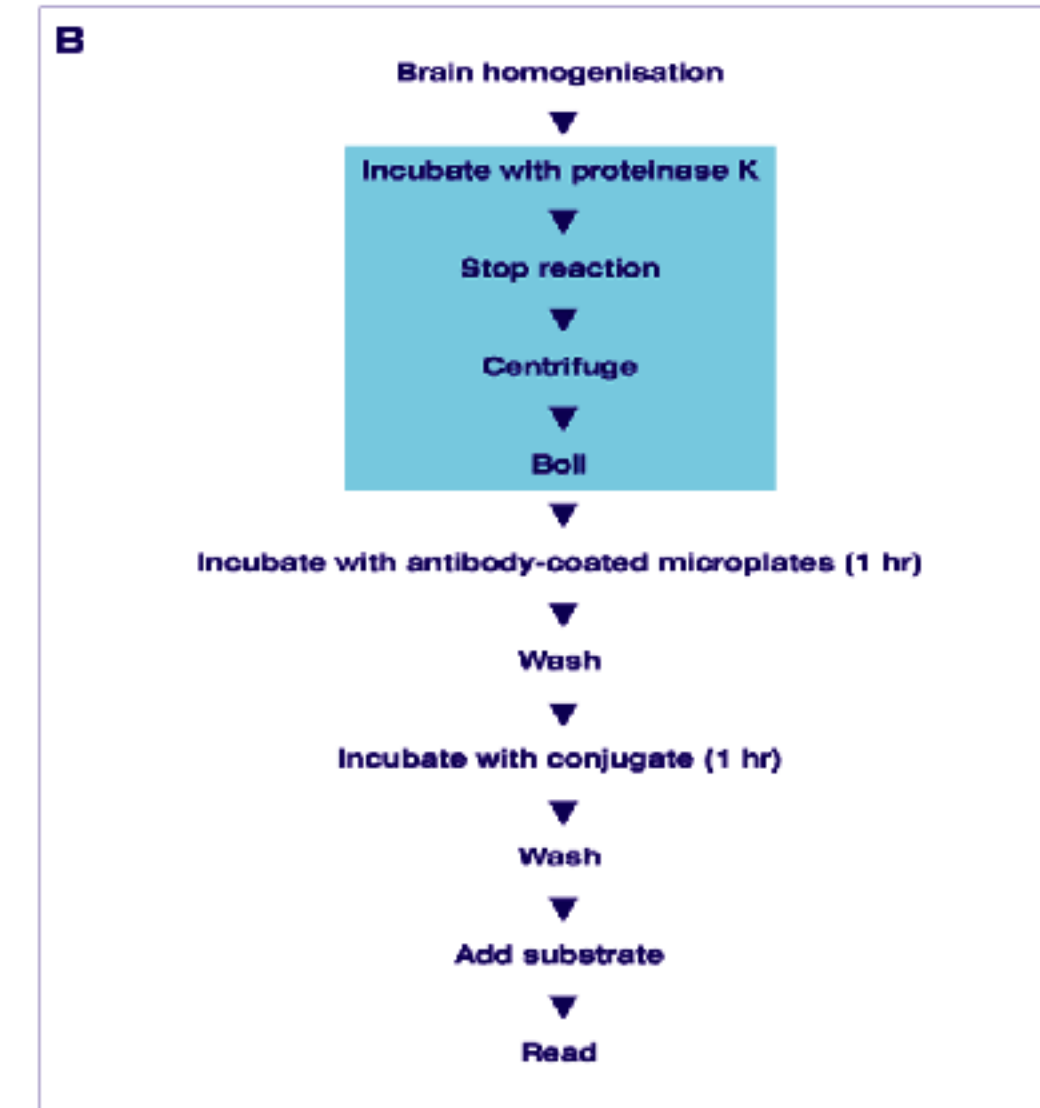 B
Brain homogenisation
Incubate with proteinase K
Stop reaction
Centrifuge
Boil
Incubate with antibody-coated microplates (1 hr)
Wash
Incubate with conjugate (1 hr)
Wash
Add substrate
Read